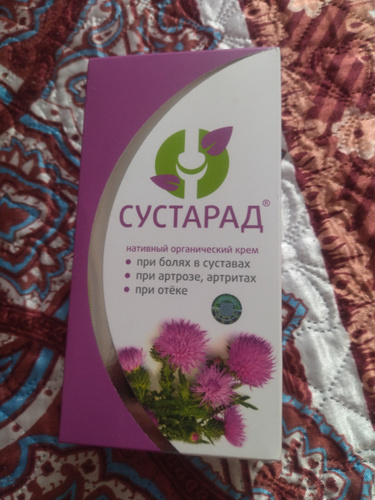 СУСТАРАД®
нативный органический крем
• при болях в суставах
• при артрозе, артритах
• при отёке